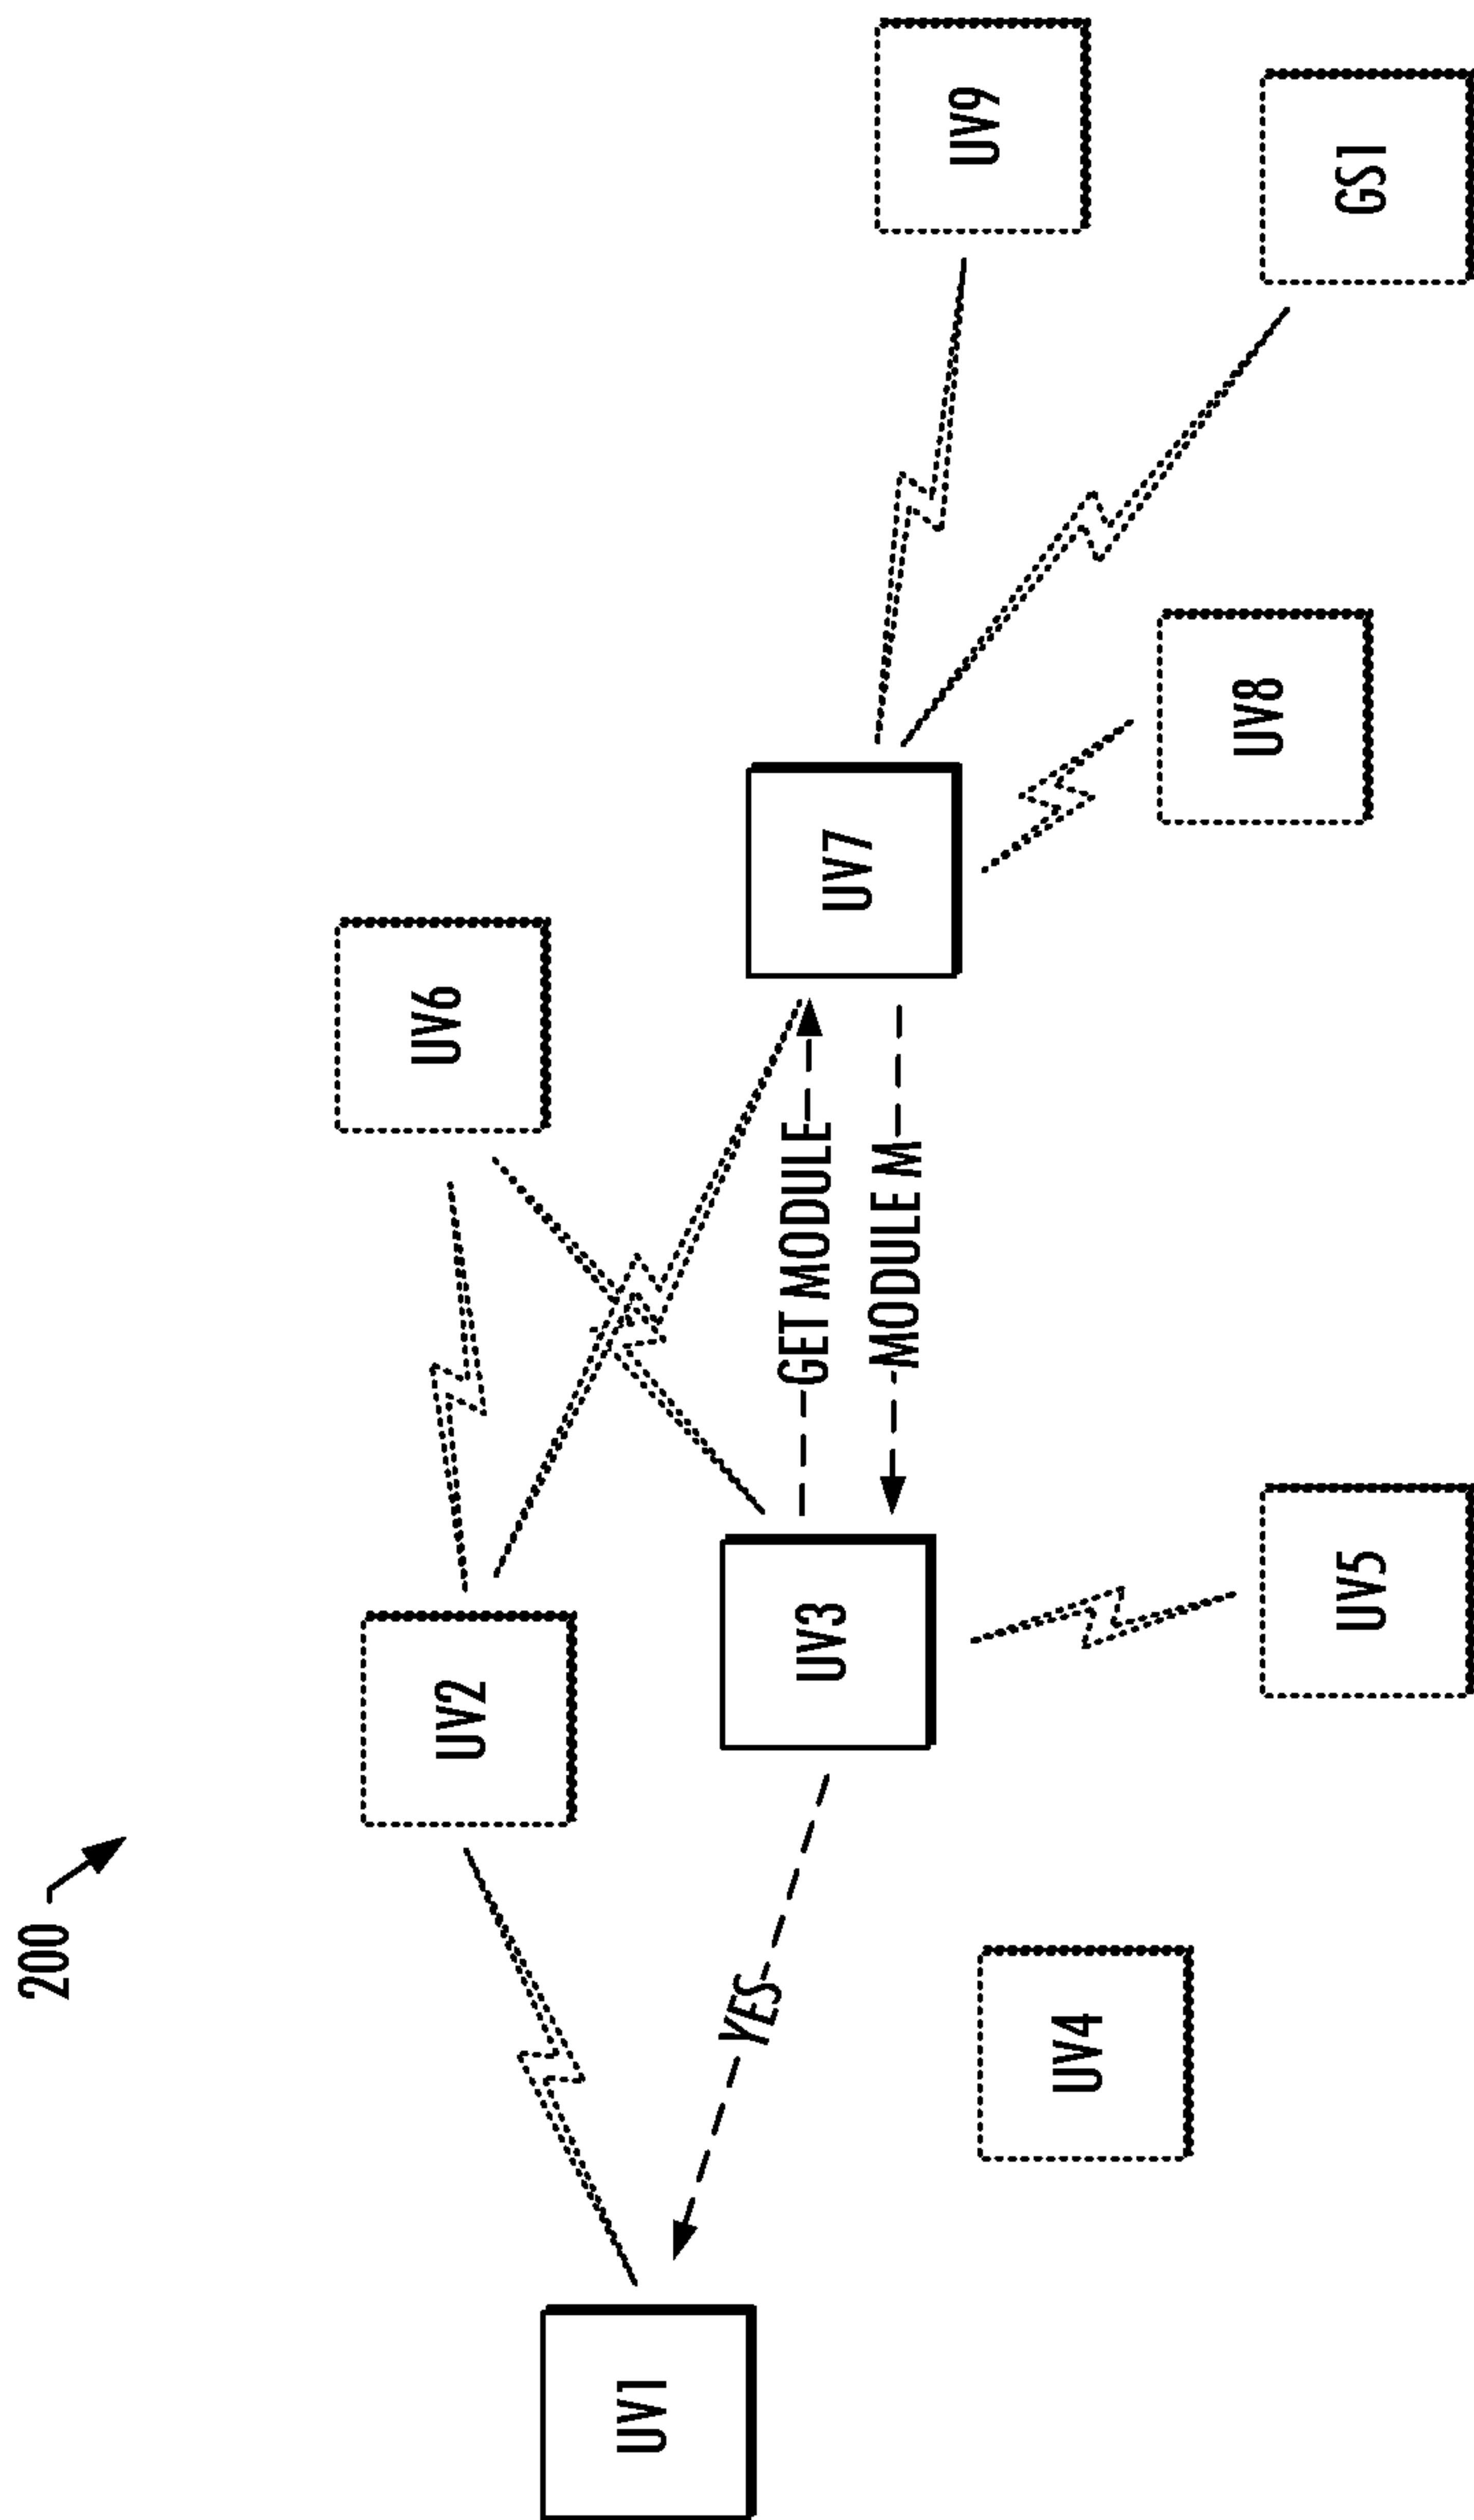 200
UV1
UV2
UV3
UV4
UV5
UV6
UV7
UV8
UV9
GS1
YES
GET MODULE
MODULE M